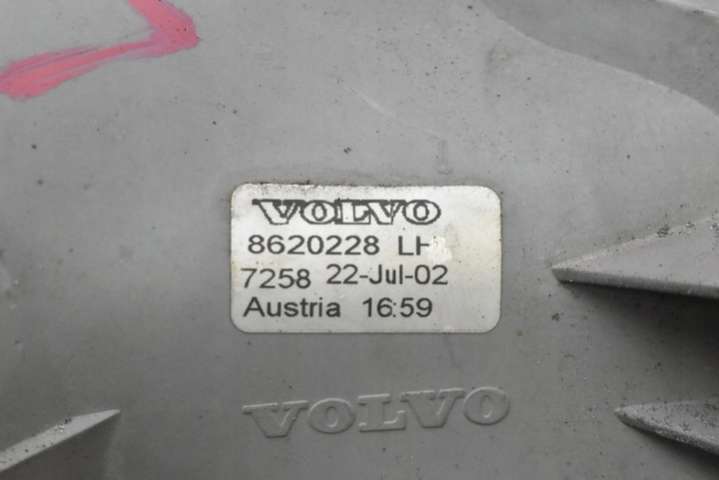 VOLVO
8620228 LH
7258 22-Jul-02
Austria 16:59
VOLVO